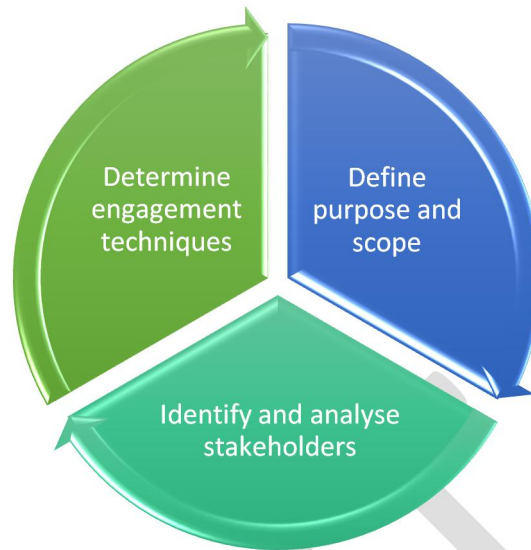 Determine
engagement
techniques
Define
purpose and
scope
Identify and analyse
stakeholders